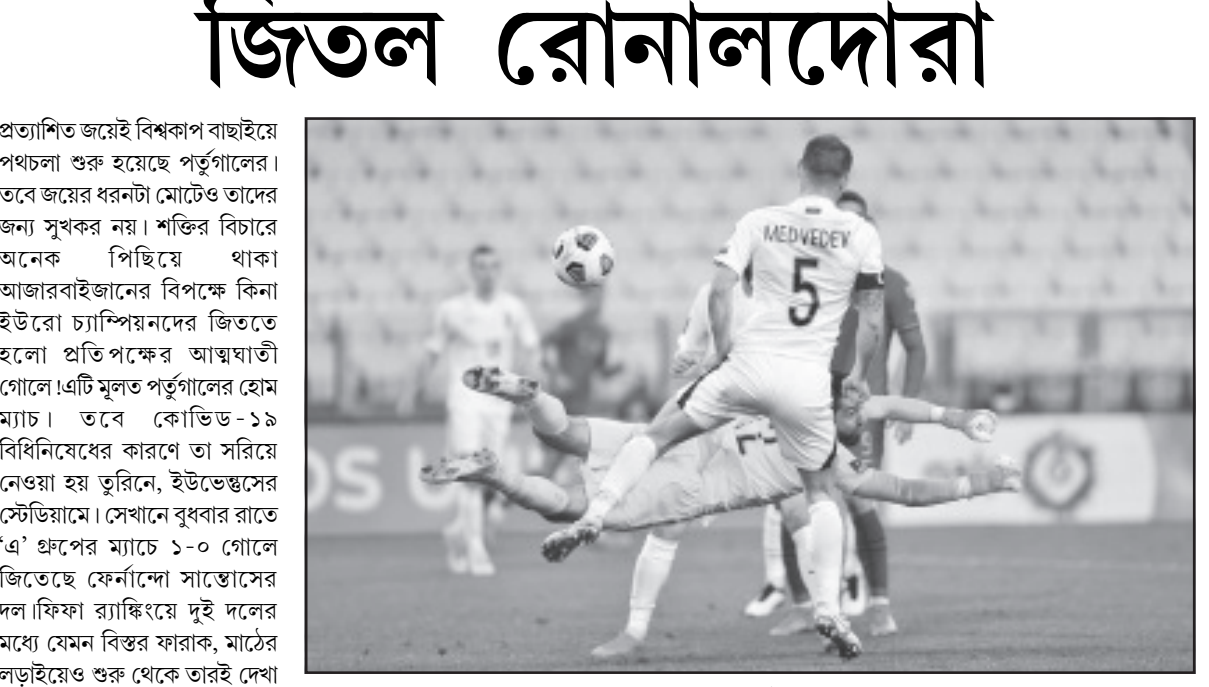 জিতল রোনালদোরা
প্রত্যাশিত জয়েই বিশ্বকাপ বাছাইয়ে
পথচলা শুরু হয়েছে পর্তুগালের।
তবে জয়ের ধরনটা মোটেও তাদের
জন্য সুখকর নয়। শক্তির বিচারে
অনেক পিছিয়ে থাকা
আজারবাইজানের বিপক্ষে কিনা
ইউরো চ্যাম্পিয়নদের জিততে
হলো প্রতিপক্ষের আত্মঘাতী
গোলে!এটি মূলত পর্তুগালের হোম
ম্যাচ। তবে কোভিড-১৯
বিধিনিষেধের কারণে তা সরিয়ে
নেওয়া হয় তুরিনে, ইউভেন্তুসের
স্টেডিয়ামে। সেখানে বুধবার রাতে
‘এ’ গ্রুপের ম্যাচে ১-০ গোলে
জিতেছে ফের্নান্দো সান্তোসের
দল।ফিফা র‍্যাঙ্কিংয়ে দুই দলের
মধ্যে যেমন বিস্তর ফারাক, মাঠের
লড়াইয়েও শুরু থেকে তারই দেখা
MEDVEDEV
5
OS U